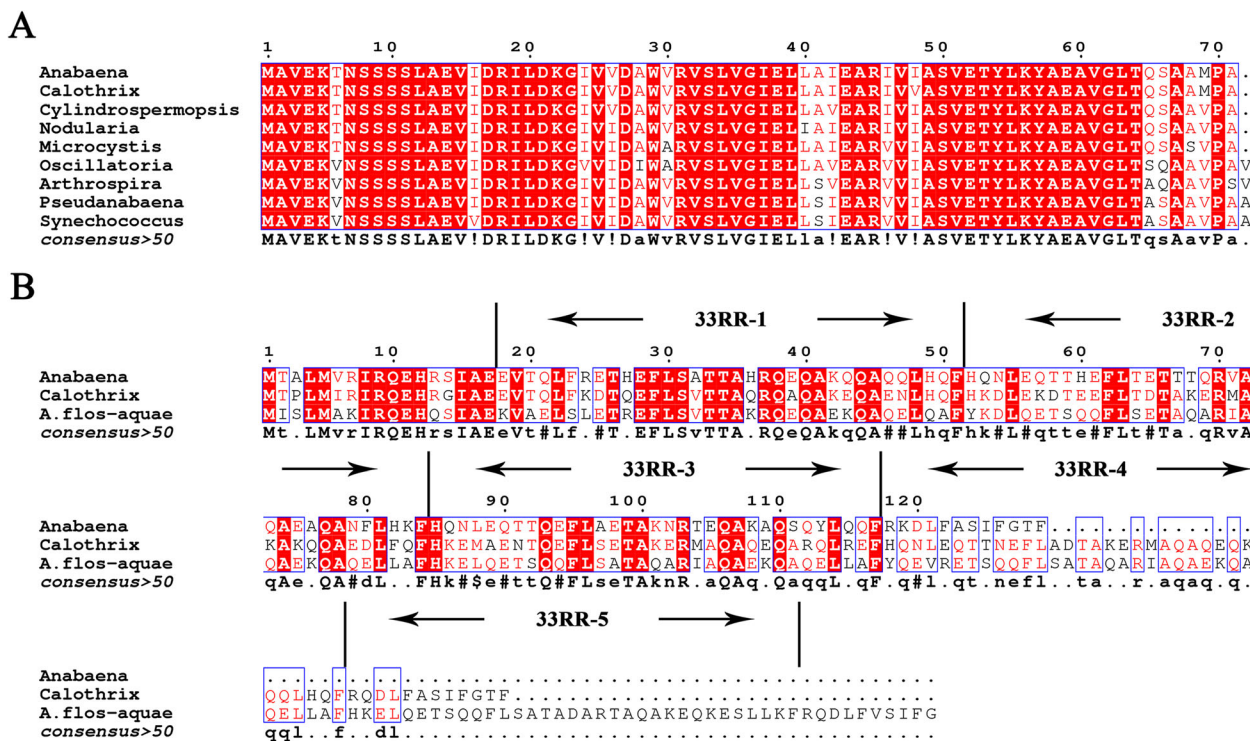 A
1 10 20 30 40 50 60 70
Anabaena MAVEKTNSSSSLAEVIDRILDKGIVVDAWVRVSLVGIELLAIEARIVIASVETYLKYAEAVGLTQSAAMPA.
Calothrix MAVEKTNSSSSLAEVIDRILDKGIVVDAWVRVSLVGIELLAIEARIVVASVETYLKYAEAVGLTQSAAMPA.
Cylindrospermopsis MAVEKTNSSSSLAEVIDRILDKGIVIDAWVRVSLVGIELLAVEARIVIASVETYLKYAEAVGLTQSAAVPA.
Nodularia MAVEKTNSSSSLAEVIDRILDKGIVIDAWVRVSLVGIELIAIEARIVIASVETYLKYAEAVGLTQSAAVPA.
Microcystis MAVEKTNSSSSLAEVIDRILDKGIVIDAWARVSLVGIELLAIEARVVIASVETYLKYAEAVGLTQSASVPA.
Oscillatoria MAVEKVNSSSSLAEVIDRILDKGVVIDIWARVSLVGIELLAVEARVVIASVETYLKYAEAVGLTSQAAVPAV
Arthrospira MAVEKVNSSSSLAEVIDRILDKGIVIDAWVRVSLVGIELLSVEARVVIASVETYLKYAEAVGLTAQAAVPSV
Pseudanabaena MAVEKVNSSSSLAEVIDRILDKGIVIDAWVRVSLVGIELLSIEARVVIASVETYLKYAEAVGLTASAAVPAA
Synechococcus MAVEKVNSSSSLAEVVDRILDKGIVIDAWVRVSLVGIELLSIEARIVIASVETYLKYAEAVGLTASAAVPAA
consensus>50 MAVEKtNSSSSLAEV!DRILDKG!V!DaWvRVSLVGIELla!EAR!V!ASVETYLKYAEAVGLTqsAavPa.
B
33RR-1 33RR-2
1 10 20 30 40 50 60 70
Anabaena MTALMVRIRQEHRSIAEEVTQLFRETHEFLSATTAHRQEQAKQQAQQLHQFHQNLEQTTHEFLTETTTQRVA
Calothrix MTPLMIRIRQEHRGIAEEVTQLFKDTQEFLSVTTAQRQAQAKEQAENLHQFHKDLEKDTEEFLTDTAKERMA
A.flos-aquae MISLMAKIRQEHQSIAEKVAELSLETREFLSVTTAKRQEQAEKQAQELQAFYKDLQETSQQFLSETAQARIA
consensus>50 Mt.LMvrIRQEHrsIAEeVt#Lf.#T.EFLSvTTA.RQeQAkqQA##LhqFhk#L#qtte#FLt#Ta.qRvA
33RR-3 33RR-4
80 90 100 110 120
Anabaena QAEAQANFLHKFHQNLEQTTQEFLAETAKNRTEQAKAQSQYLQQFRKDLFASIFGTF...............
Calothrix KAKQQAEDLFQFHKEMAENTQEFLSETAKERMAQAQEQARQLREFHQNLEQTTNEFLADTAKERMAQAQEQK
A.flos-aquae QAEKQAQELLAFHKELQETSQQFLSATAQARIAQAEKQAQELLAFYQEVRETSQQFLSATAQARIAQAEKQA
consensus>50 qAe.QA#dL..FHk#$e#ttQ#FLseTAknR.aQAq.QaqqL.qF.q#l.qt.nefl.ta..r.aqaq.q.
33RR-5
Anabaena .................................................
Calothrix QQLHQFRQDLFASIFGTF...............................
A.flos-aquae QELLAFHKELQETSQQFLSATADARTAQAKEQKESLLKFRQDLFVSIFG
consensus>50 qql..f..dl.......................................